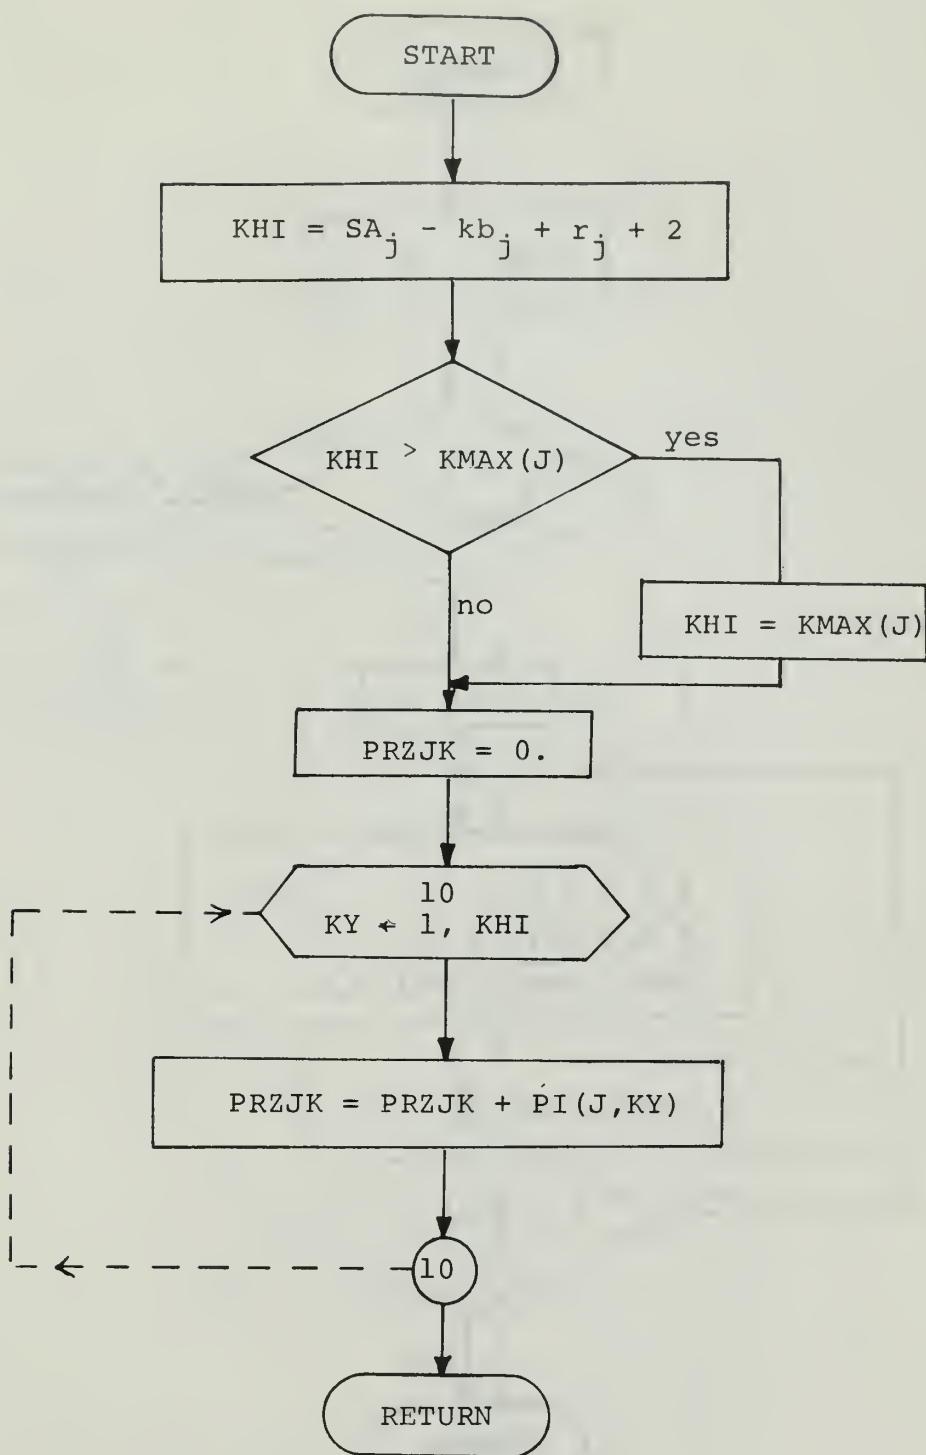 START
KHI = SAj - kbj + rj + 2
KHI > KMAX(J)
yes
no
KHI = KMAX(J)
PRZJK = 0.
10
KY ← 1, KHI
PRZJK = PRZJK + PI(J,KY)
10
RETURN